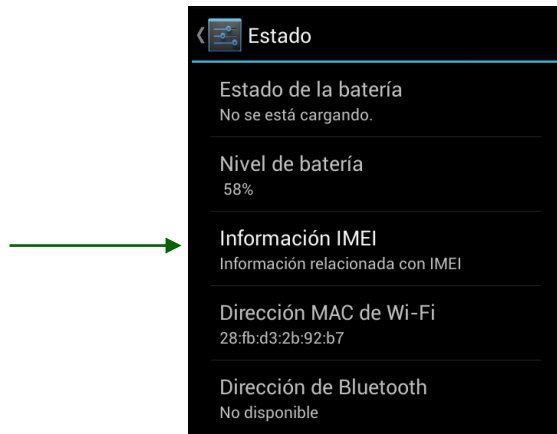 Estado
Estado de la batería
No se está cargando.
Nivel de batería
58%
Información IMEI
Información relacionada con IMEI
Dirección MAC de Wi-Fi
28:fb:d3:2b:92:b7
Dirección de Bluetooth
No disponible